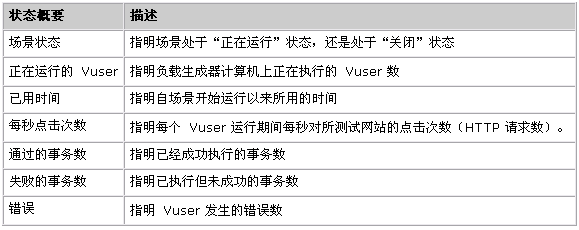 状态概要 描述
场景状态 指明场景处于“正在运行”状态，还是处于“关闭”状态
正在运行的 Vuser 指明负载生成器计算机上正在执行的 Vuser 数
已用时间 指明自场景开始运行以来所用的时间
每秒点击次数 指明每个 Vuser 运行期间每秒对所测试网站的点击次数（HTTP 请求数）。
通过的事务数 指明已经成功执行的事务数
失败的事务数 指明已执行但未成功的事务数
错误 指明 Vuser 发生的错误数